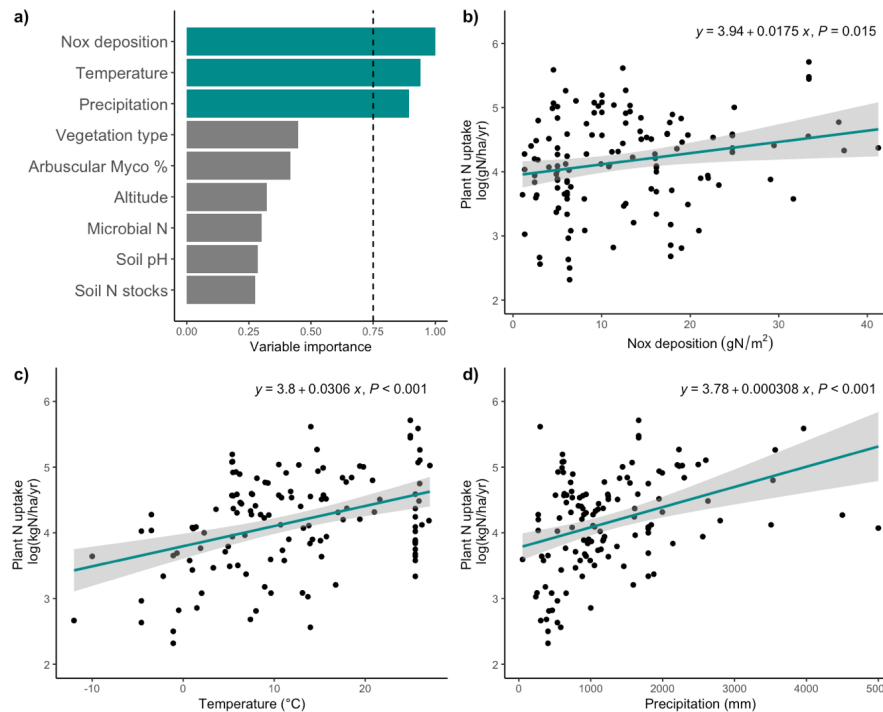 a)
Nox deposition
Temperature
Precipitation
Vegetation type
Arbuscular Myco %
Altitude
Microbial N
Soil pH
Soil N stocks
0.00 0.25 0.50 0.75 1.00
Variable importance
b)
y = 3.94 + 0.0175 x, P = 0.015
Plant N uptake
log(gN/ha/yr)
6
5
4
3
2
0 10 20 30 40
Nox deposition (gN/m²)
c)
y = 3.8 + 0.0306 x, P < 0.001
Plant N uptake
log(kgN/ha/yr)
6
5
4
3
2
-10 0 10 20
Temperature (°C)
d)
y = 3.78 + 0.000308 x, P < 0.001
Plant N uptake
log(kgN/ha/yr)
6
5
4
3
2
0 1000 2000 3000 4000 500
Precipitation (mm)